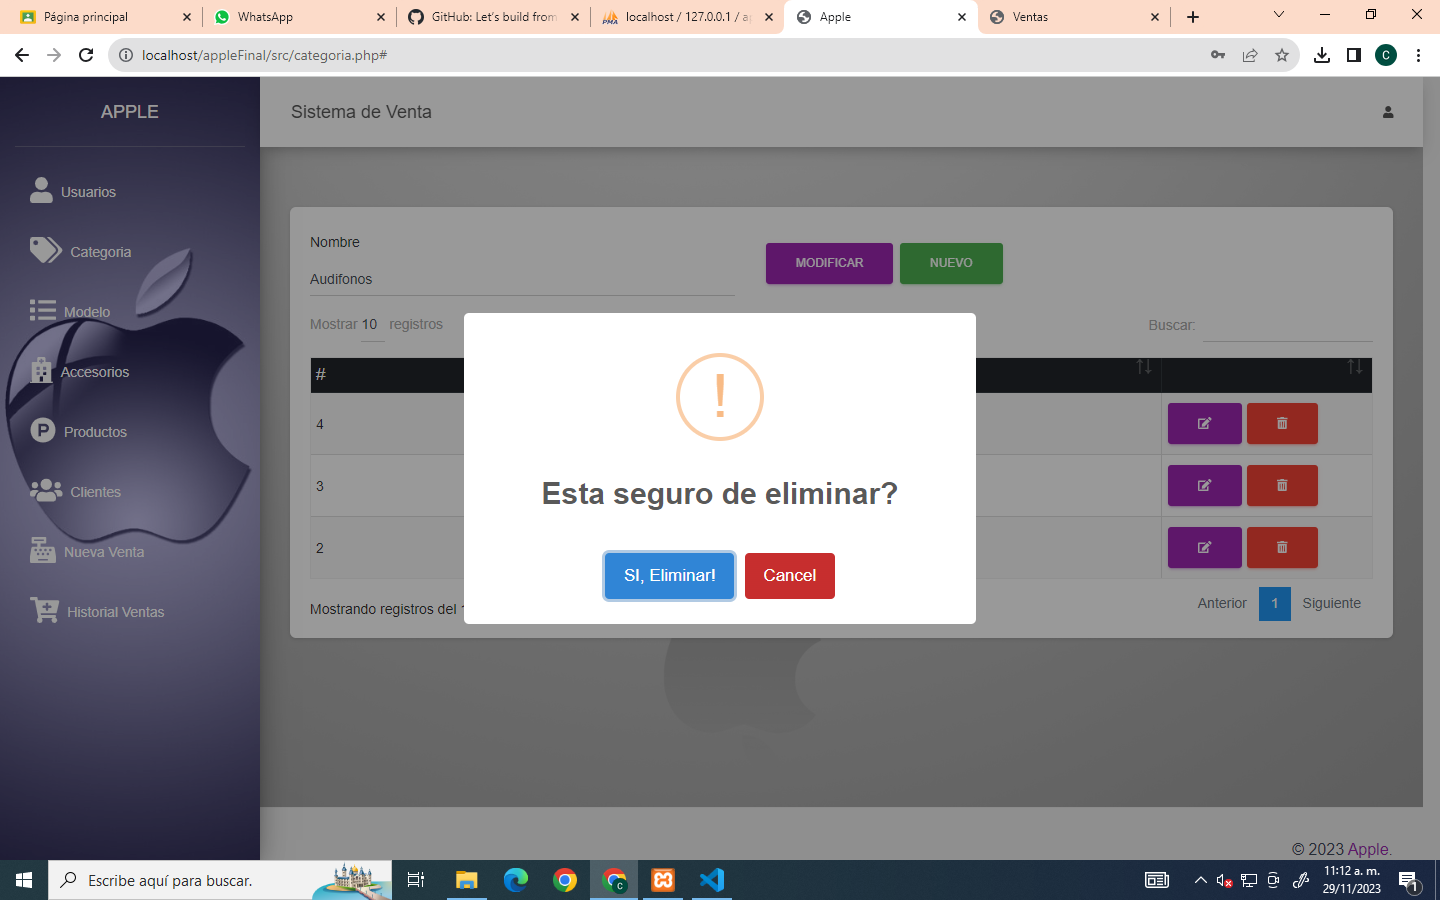 Página principal
WhatsApp
GitHub: Let's build from
localhost / 127.0.0.1 / a
Apple
Ventas
localhost/appleFinal/src/categoria.php#
C
APPLE
Sistema de Venta
Usuarios
Categoria
Modelo
Accesorios
Productos
Clientes
Nueva Venta
Historial Ventas
Nombre
Audifonos
MODIFICAR
NUEVO
Mostrar 10 registros
Buscar:
#
4
3
2
!
Esta seguro de eliminar?
SI, Eliminar!
Cancel
Mostrando registros del
Anterior
1
Siguiente
© 2023 Apple.
Escribe aquí para buscar.
11:12 a. m.
29/11/2023
1